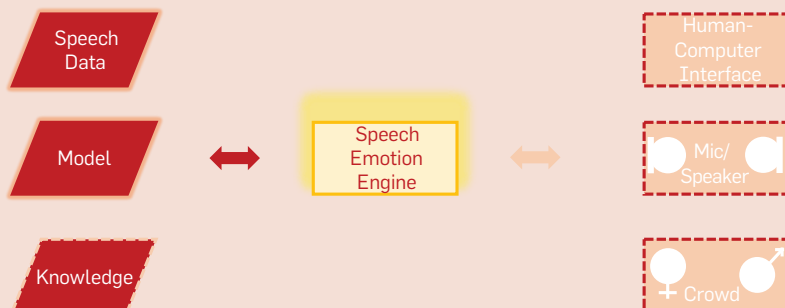 Speech
Data
Human-
Computer
Interface
Model
Speech
Emotion
Engine
Mic/
Speaker
Knowledge
Crowd